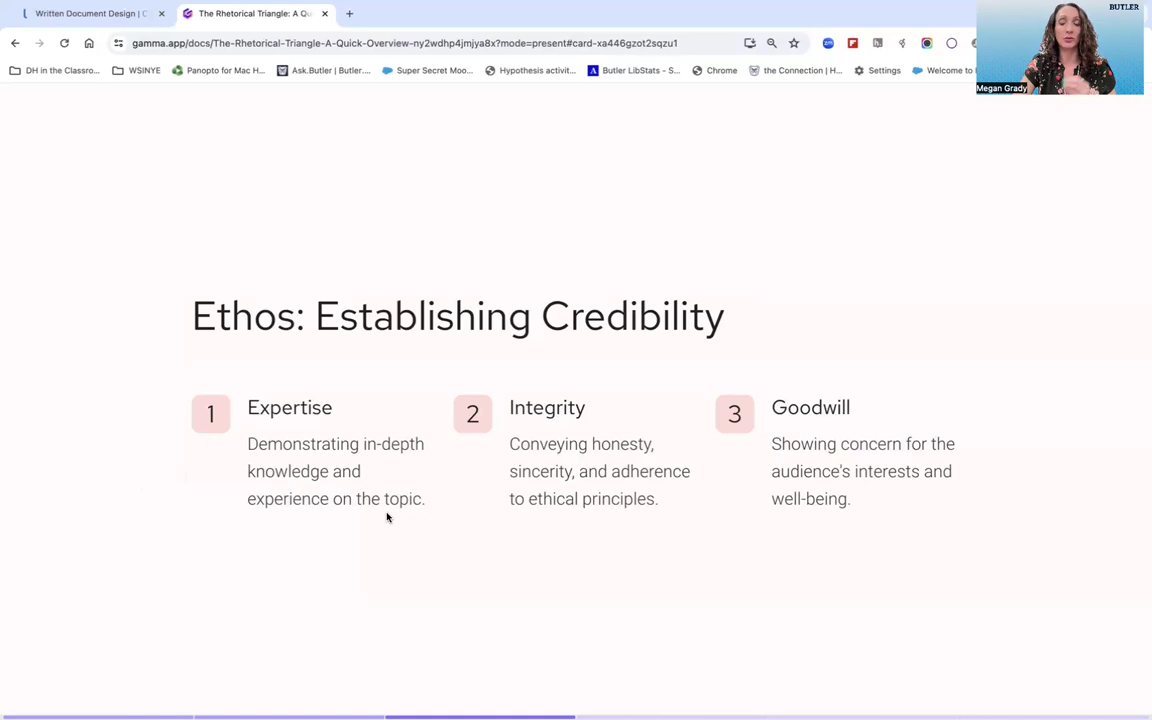 Written Document Design | C
The Rhetorical Triangle: A Qu
gamma.app/docs/The-Rhetorical-Triangle-A-Quick-Overview-ny2wdhp4jmjya8x?mode=present#card-xa446gzot2sqzu1
DH in the Classro...
WSINYE
Panopto for Mac H...
Ask.Butler | Butler....
Super Secret Moo...
Hypothesis activit...
Butler LibStats - S...
Chrome
the Connection | H...
Settings
Welcome to
BUTLER
Megan Grady
Ethos: Establishing Credibility
1
Expertise
Demonstrating in-depth
knowledge and
experience on the topic.
2
Integrity
Conveying honesty,
sincerity, and adherence
to ethical principles.
3
Goodwill
Showing concern for the
audience's interests and
well-being.